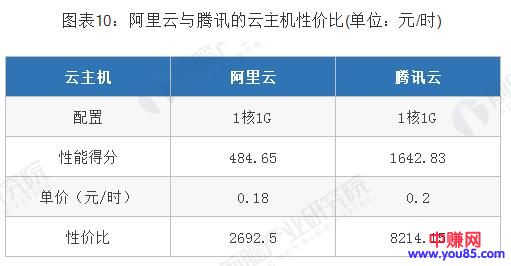 图表10：阿里云与腾讯的云主机性价比(单位：元/时)
云主机 阿里云 腾讯云
配置 1核1G 1核1G
性能得分 484.65 1642.83
单价（元/时） 0.18 0.2
性价比 2692.5 8214.15
中赚网
www.you85.com